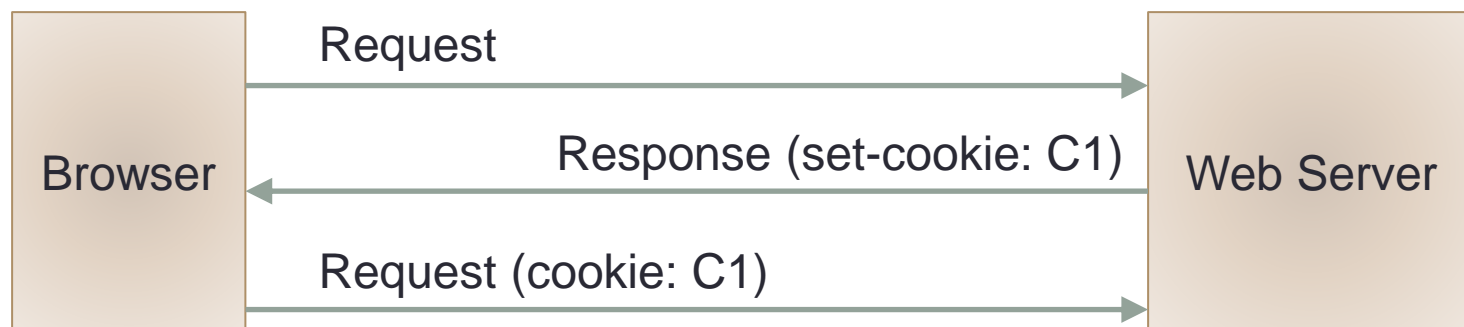 Request
Response (set-cookie: C1)
Browser
Web Server
Request (cookie: C1)